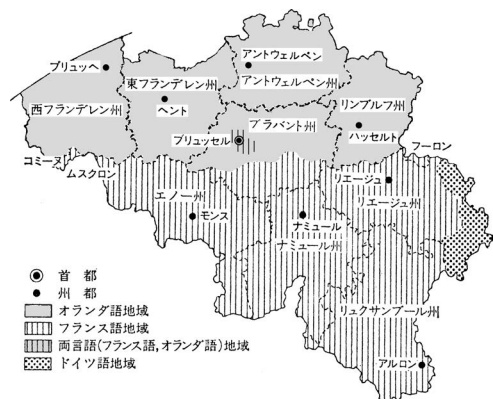 ブリュッヘ
アントウェルペン
東フランデレン州
アントウェルペン州
西フランデレン州
ヘント
リンブルフ州
ブラバント州
ブリュッセル
ハッセルト
コミーヌ
フーロン
ムスクロン
リエージュ
エノー州
リエージュ州
モンス
ナミュール
ナミュール州
首都
州都
オランダ語地域
リュクサンブール州
フランス語地域
両言語(フランス語,オランダ語)地域
ドイツ語地域
アルロン